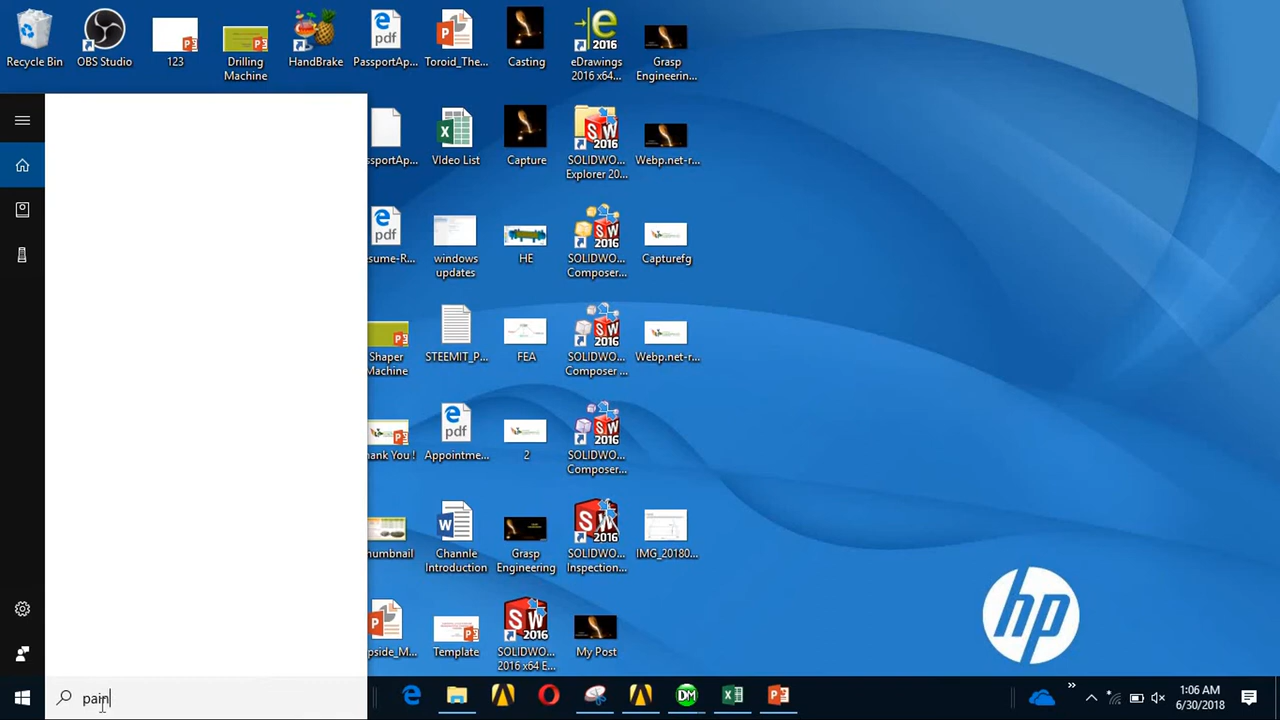 Recycle Bin
OBS Studio
123
Drilling
Machine
HandBrake
PassportAp...
Toroid_The...
Casting
eDrawings
2016 x64...
Grasp
Engineerin...
ssportAp...
VIdeo List
Capture
SOLIDWO...
Explorer 20...
Webp.net-r...
sume-R...
windows
updates
HE
SOLIDWO...
Composer...
Capturefg
Shaper
Machine
STEEMIT_P...
FEA
SOLIDWO...
Composer ...
Webp.net-r...
hank You !
Appointme...
2
SOLIDWO...
Composer...
humbnail
Channle
Introduction
Grasp
Engineering
SOLIDWO...
Inspection...
IMG_20180...
pside_M...
Template
SOLIDWO...
2016 x64 E...
My Post
hp
pain
1:06 AM
6/30/2018